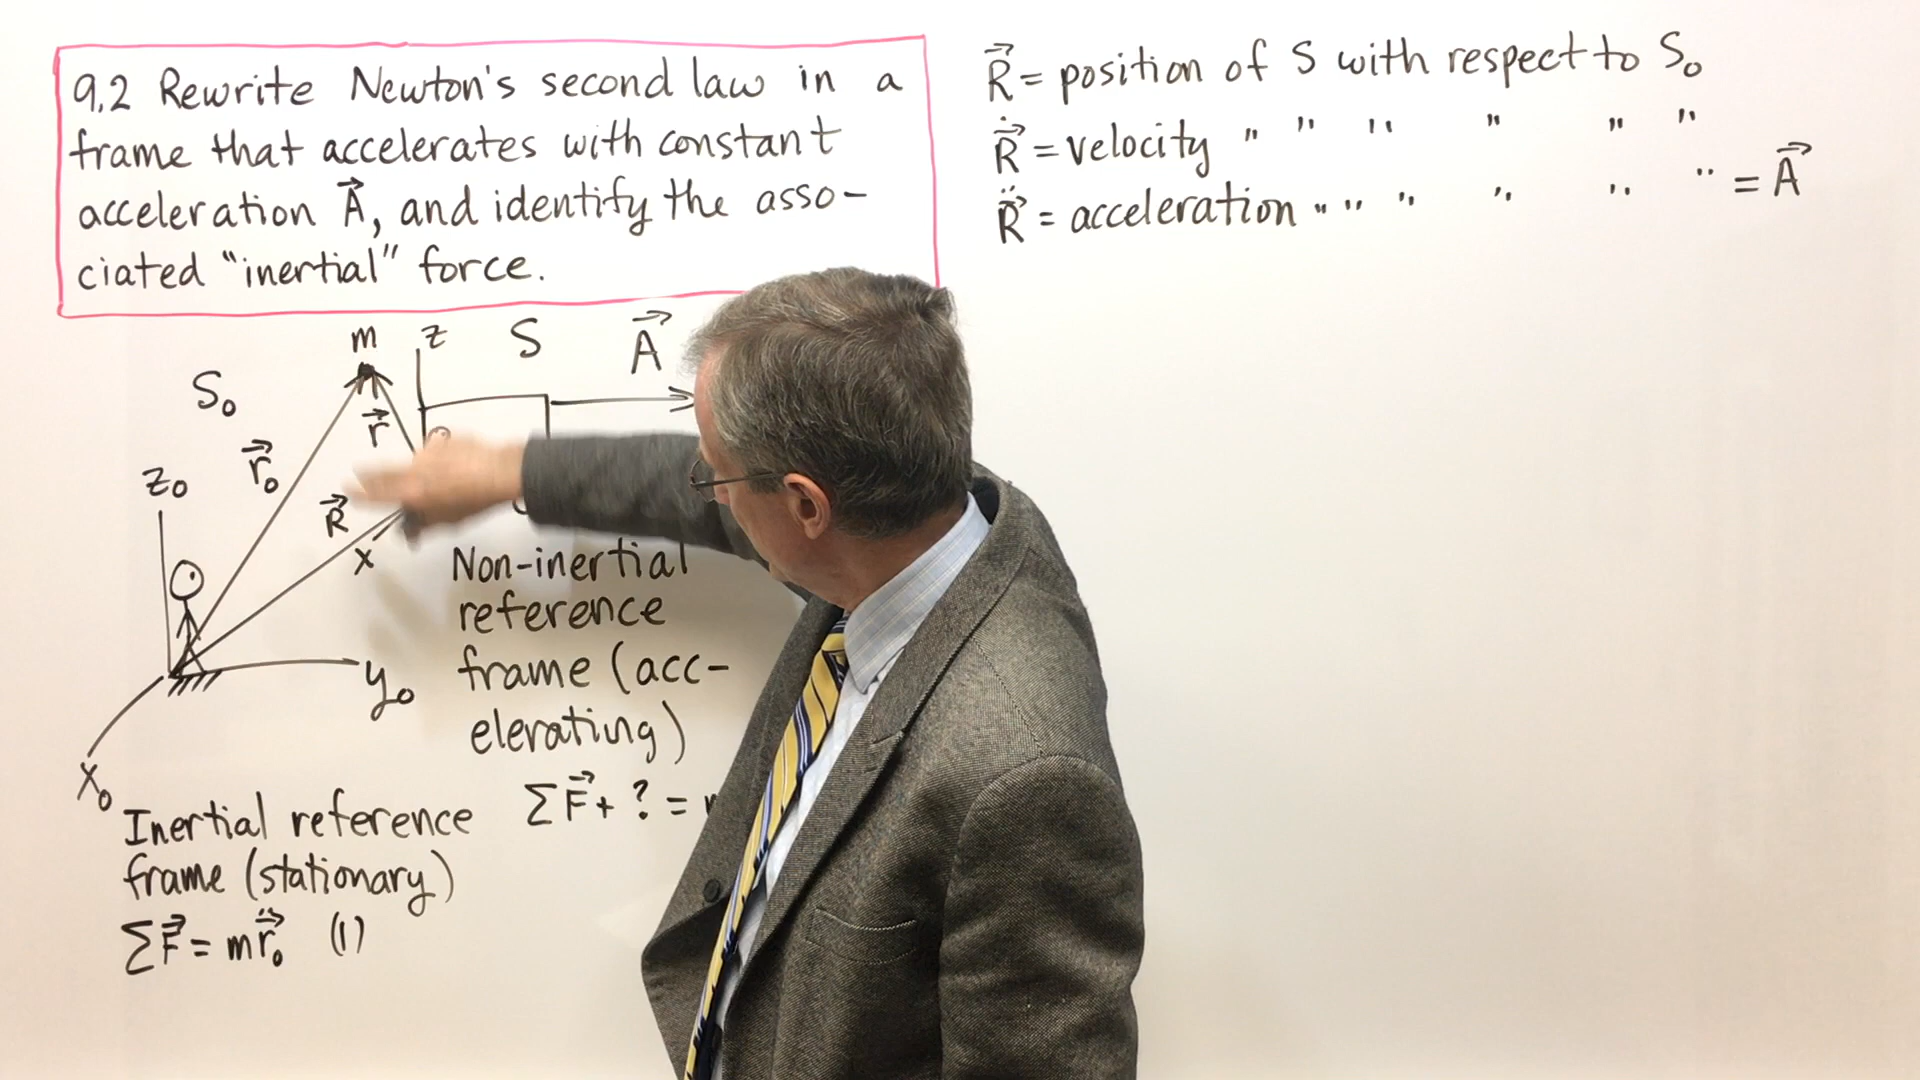 9.2 Rewrite Newton's second law in a
frame that accelerates with constant
acceleration A⃗, and identify the asso-
ciated "inertial" force.
R⃗ = position of S with respect to S₀
Ṙ⃗ = velocity " " " " " "
R̈⃗ = acceleration " " " " " " = A⃗
m
z
S
A⃗
S₀
r⃗
r⃗₀
z₀
R⃗
x
y₀
x₀
Non-inertial
reference
frame (acc-
elerating)
ΣF⃗ + ? =
Inertial reference
frame (stationary)
ΣF⃗ = mr̈⃗₀ (1)